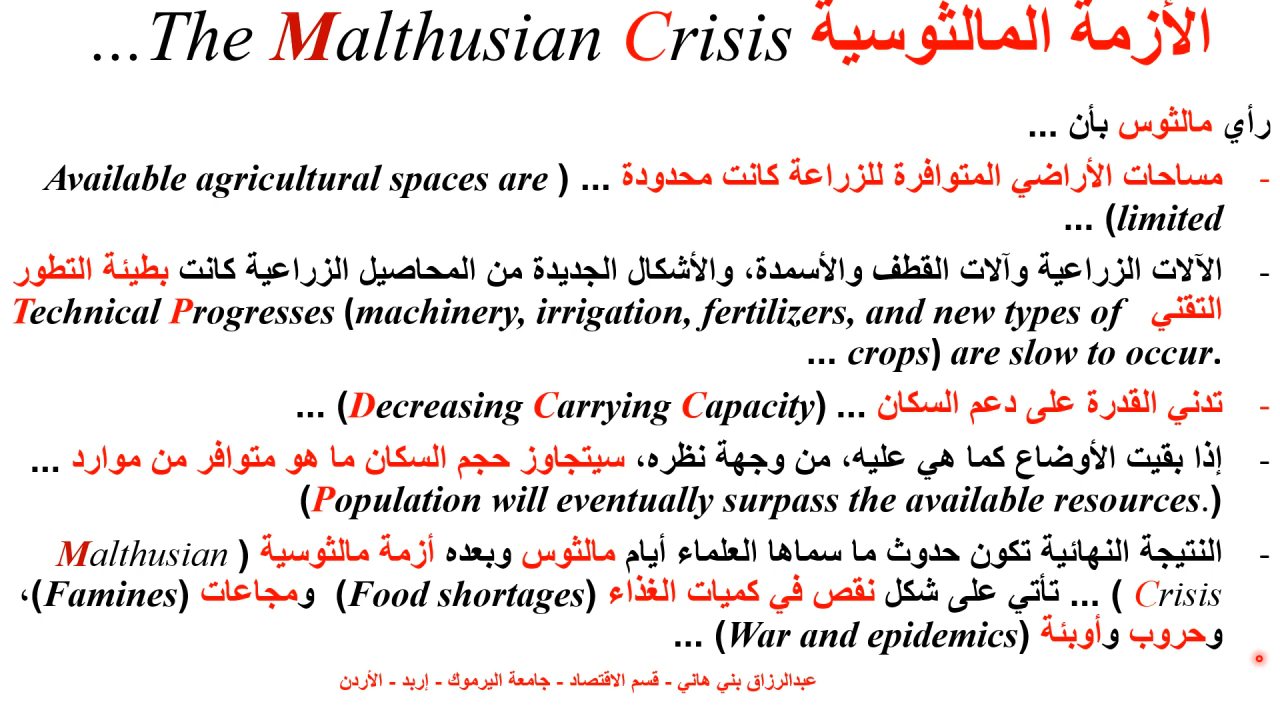 الأزمة المالثوسية The Malthusian Crisis...
رأي مالثوس بأن ...
- مساحات الأراضي المتوافرة للزراعة كانت محدودة ... (Available agricultural spaces are
limited) ...
- الآلات الزراعية وآلات القطف والأسمدة، والأشكال الجديدة من المحاصيل الزراعية كانت بطيئة التطور
التقني Technical Progresses (machinery, irrigation, fertilizers, and new types of
crops) are slow to occur. ...
- تدني القدرة على دعم السكان ... (Decreasing Carrying Capacity) ...
- إذا بقيت الأوضاع كما هي عليه، من وجهة نظره، سيتجاوز حجم السكان ما هو متوافر من موارد ...
(Population will eventually surpass the available resources.)
- النتيجة النهائية تكون حدوث ما سماها العلماء أيام مالثوس وبعده أزمة مالثوسية (Malthusian
Crisis) ... تأتي على شكل نقص في كميات الغذاء (Food shortages) ومجاعات (Famines)،
وحروب وأوبئة (War and epidemics) ...
عبدالرزاق بني هاني - قسم الاقتصاد - جامعة اليرموك - إربد - الأردن